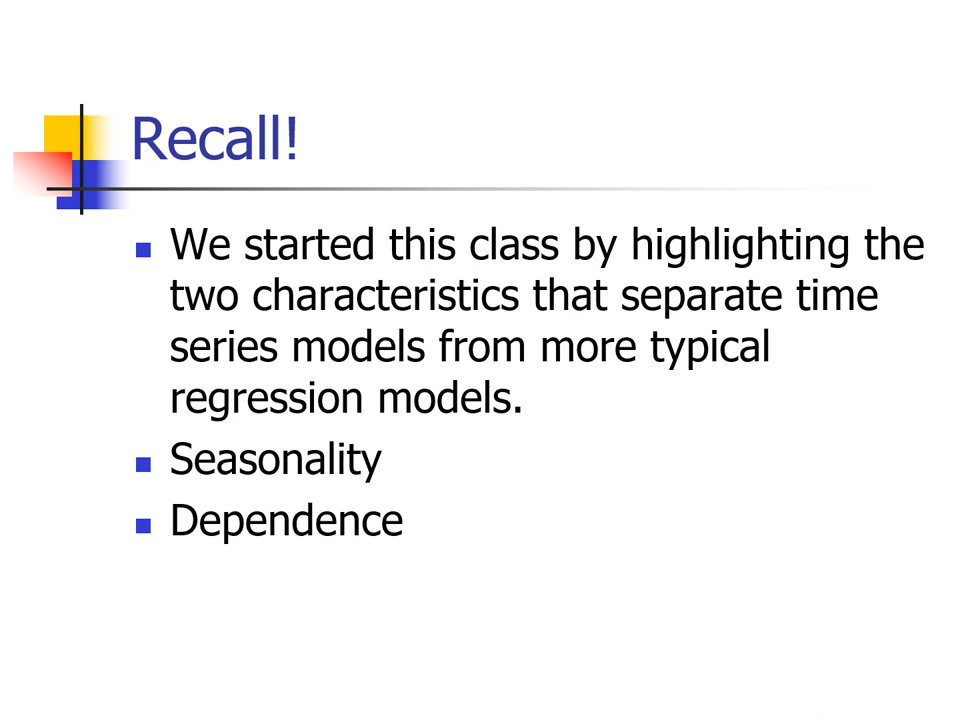 Recall!
We started this class by highlighting the
two characteristics that separate time
series models from more typical
regression models.
Seasonality
Dependence